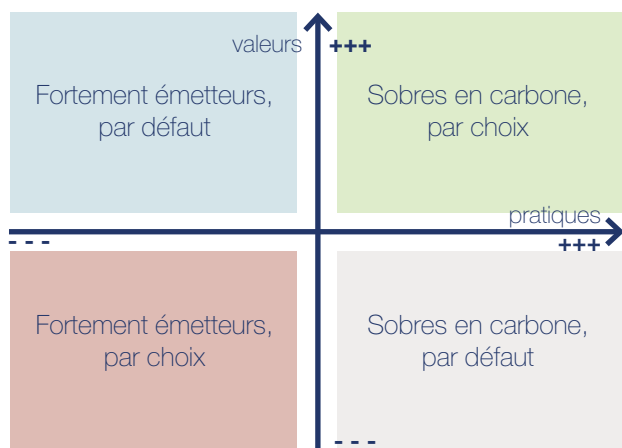 valeurs +++
Fortement émetteurs,
par défaut
Sobres en carbone,
par choix
pratiques
- - -
+++
Fortement émetteurs,
par choix
Sobres en carbone,
par défaut
- - -